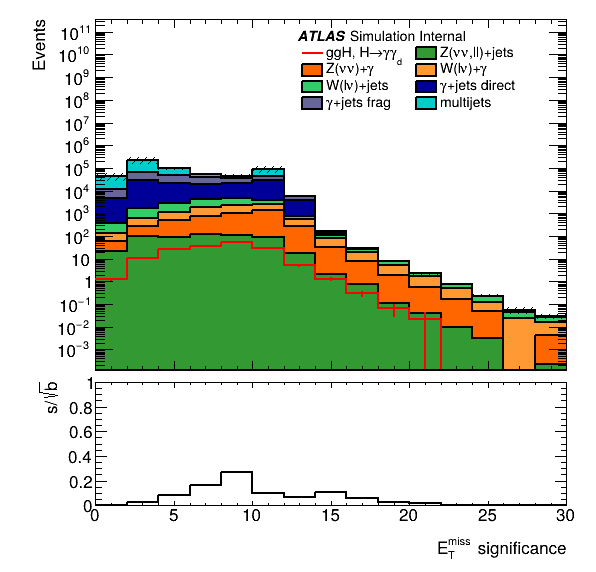 Events
10^11
10^10
10^9
10^8
10^7
10^6
10^5
10^4
10^3
10^2
10
1
10^−1
10^−2
10^−3
ATLAS Simulation Internal
ggH, H→γγ_d
Z(νν,ll)+jets
Z(νν)+γ
W(lν)+γ
W(lν)+jets
γ+jets direct
γ+jets frag
multijets
s/√b
1
0.8
0.6
0.4
0.2
0
0 5 10 15 20 25 30
E_T^miss significance